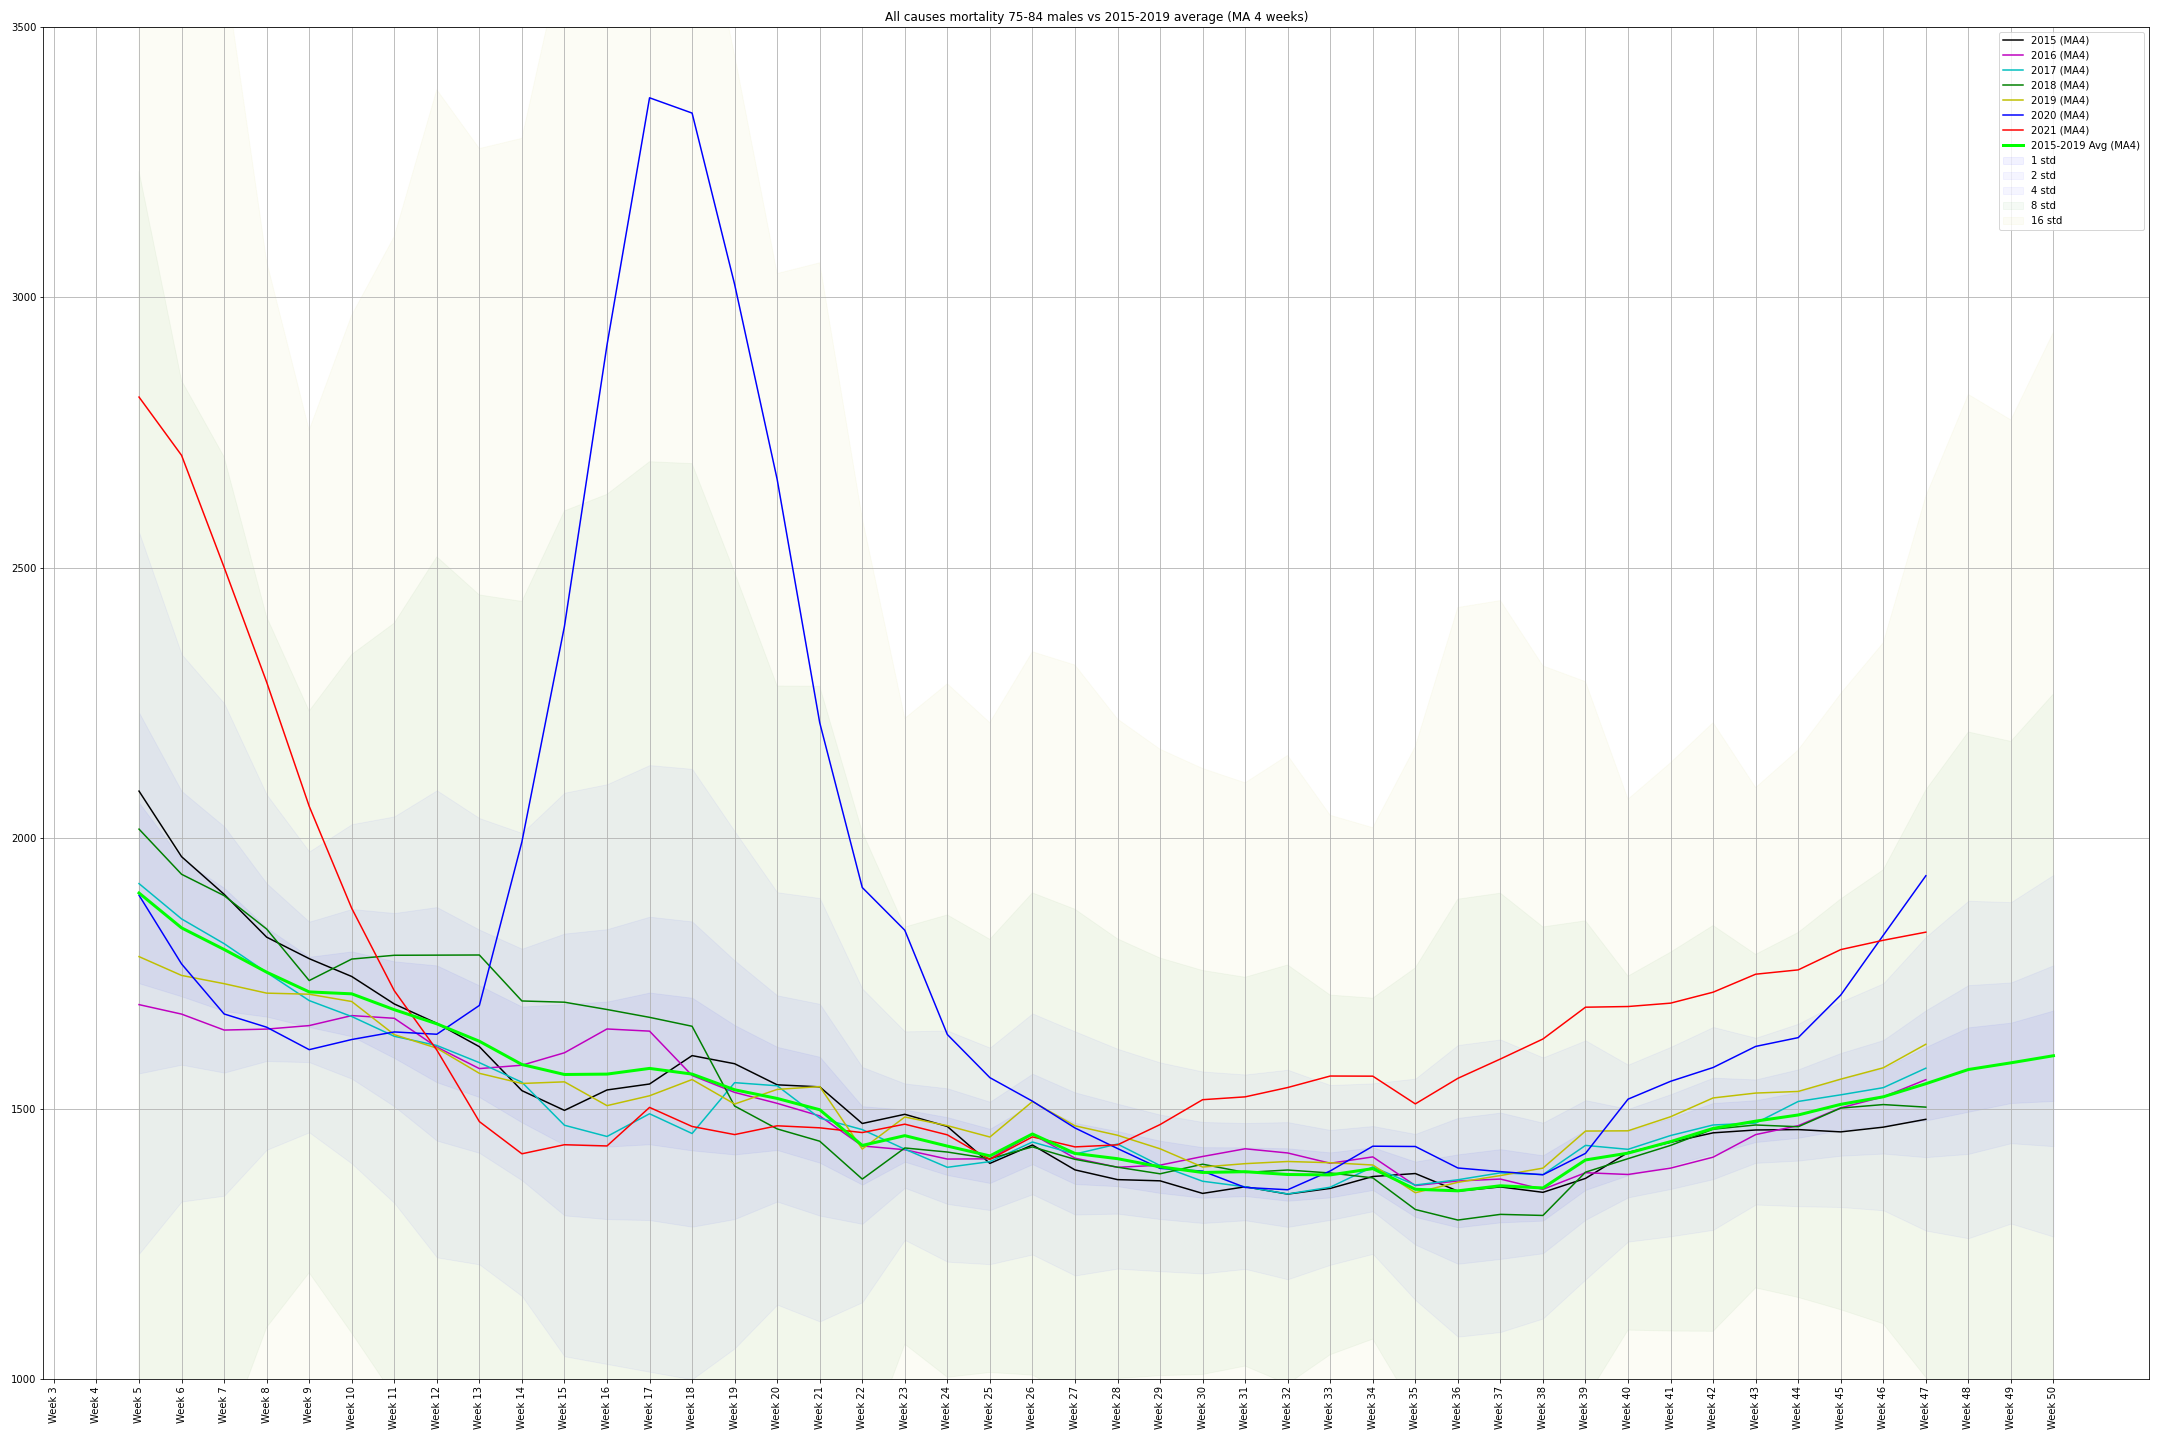 All causes mortality 75-84 males vs 2015-2019 average (MA 4 weeks)
3500
3000
2500
2000
1500
1000
2015 (MA4)
2016 (MA4)
2017 (MA4)
2018 (MA4)
2019 (MA4)
2020 (MA4)
2021 (MA4)
2015-2019 Avg (MA4)
1 std
2 std
4 std
8 std
16 std
Week 3
Week 4
Week 5
Week 6
Week 7
Week 8
Week 9
Week 10
Week 11
Week 12
Week 13
Week 14
Week 15
Week 16
Week 17
Week 18
Week 19
Week 20
Week 21
Week 22
Week 23
Week 24
Week 25
Week 26
Week 27
Week 28
Week 29
Week 30
Week 31
Week 32
Week 33
Week 34
Week 35
Week 36
Week 37
Week 38
Week 39
Week 40
Week 41
Week 42
Week 43
Week 44
Week 45
Week 46
Week 47
Week 48
Week 49
Week 50